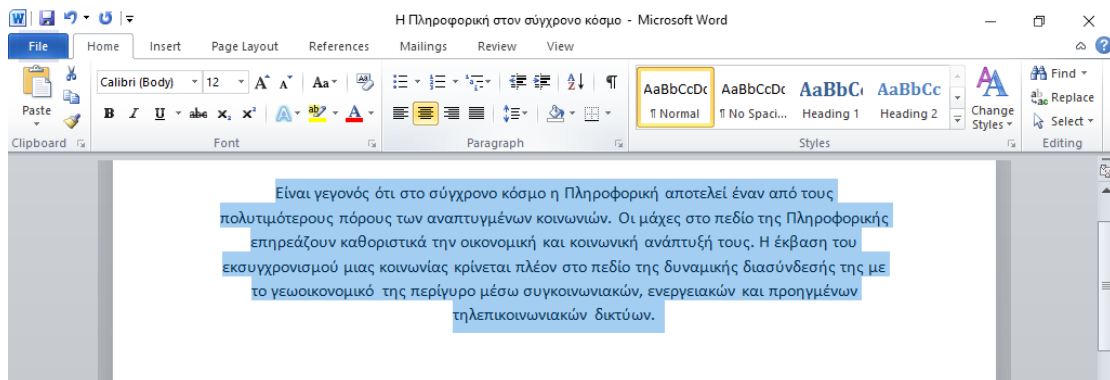 Η Πληροφορική στον σύγχρονο κόσμο - Microsoft Word
File Home Insert Page Layout References Mailings Review View
Paste
Calibri (Body) 12 A A Aa
B I U abc X₂ X² A ab A
AaBbCcDc AaBbCcDc AaBbC AaBbCc
¶ Normal ¶ No Spaci... Heading 1 Heading 2
Change Styles
Find
Replace
Select
Clipboard Font Paragraph Styles Editing
Είναι γεγονός ότι στο σύγχρονο κόσμο η Πληροφορική αποτελεί έναν από τους
πολυτιμότερους πόρους των αναπτυγμένων κοινωνιών. Οι μάχες στο πεδίο της Πληροφορικής
επηρεάζουν καθοριστικά την οικονομική και κοινωνική ανάπτυξή τους. Η έκβαση του
εκσυγχρονισμού μιας κοινωνίας κρίνεται πλέον στο πεδίο της δυναμικής διασύνδεσής της με
το γεωοικονομικό της περίγυρο μέσω συγκοινωνιακών, ενεργειακών και προηγμένων
τηλεπικοινωνιακών δικτύων.